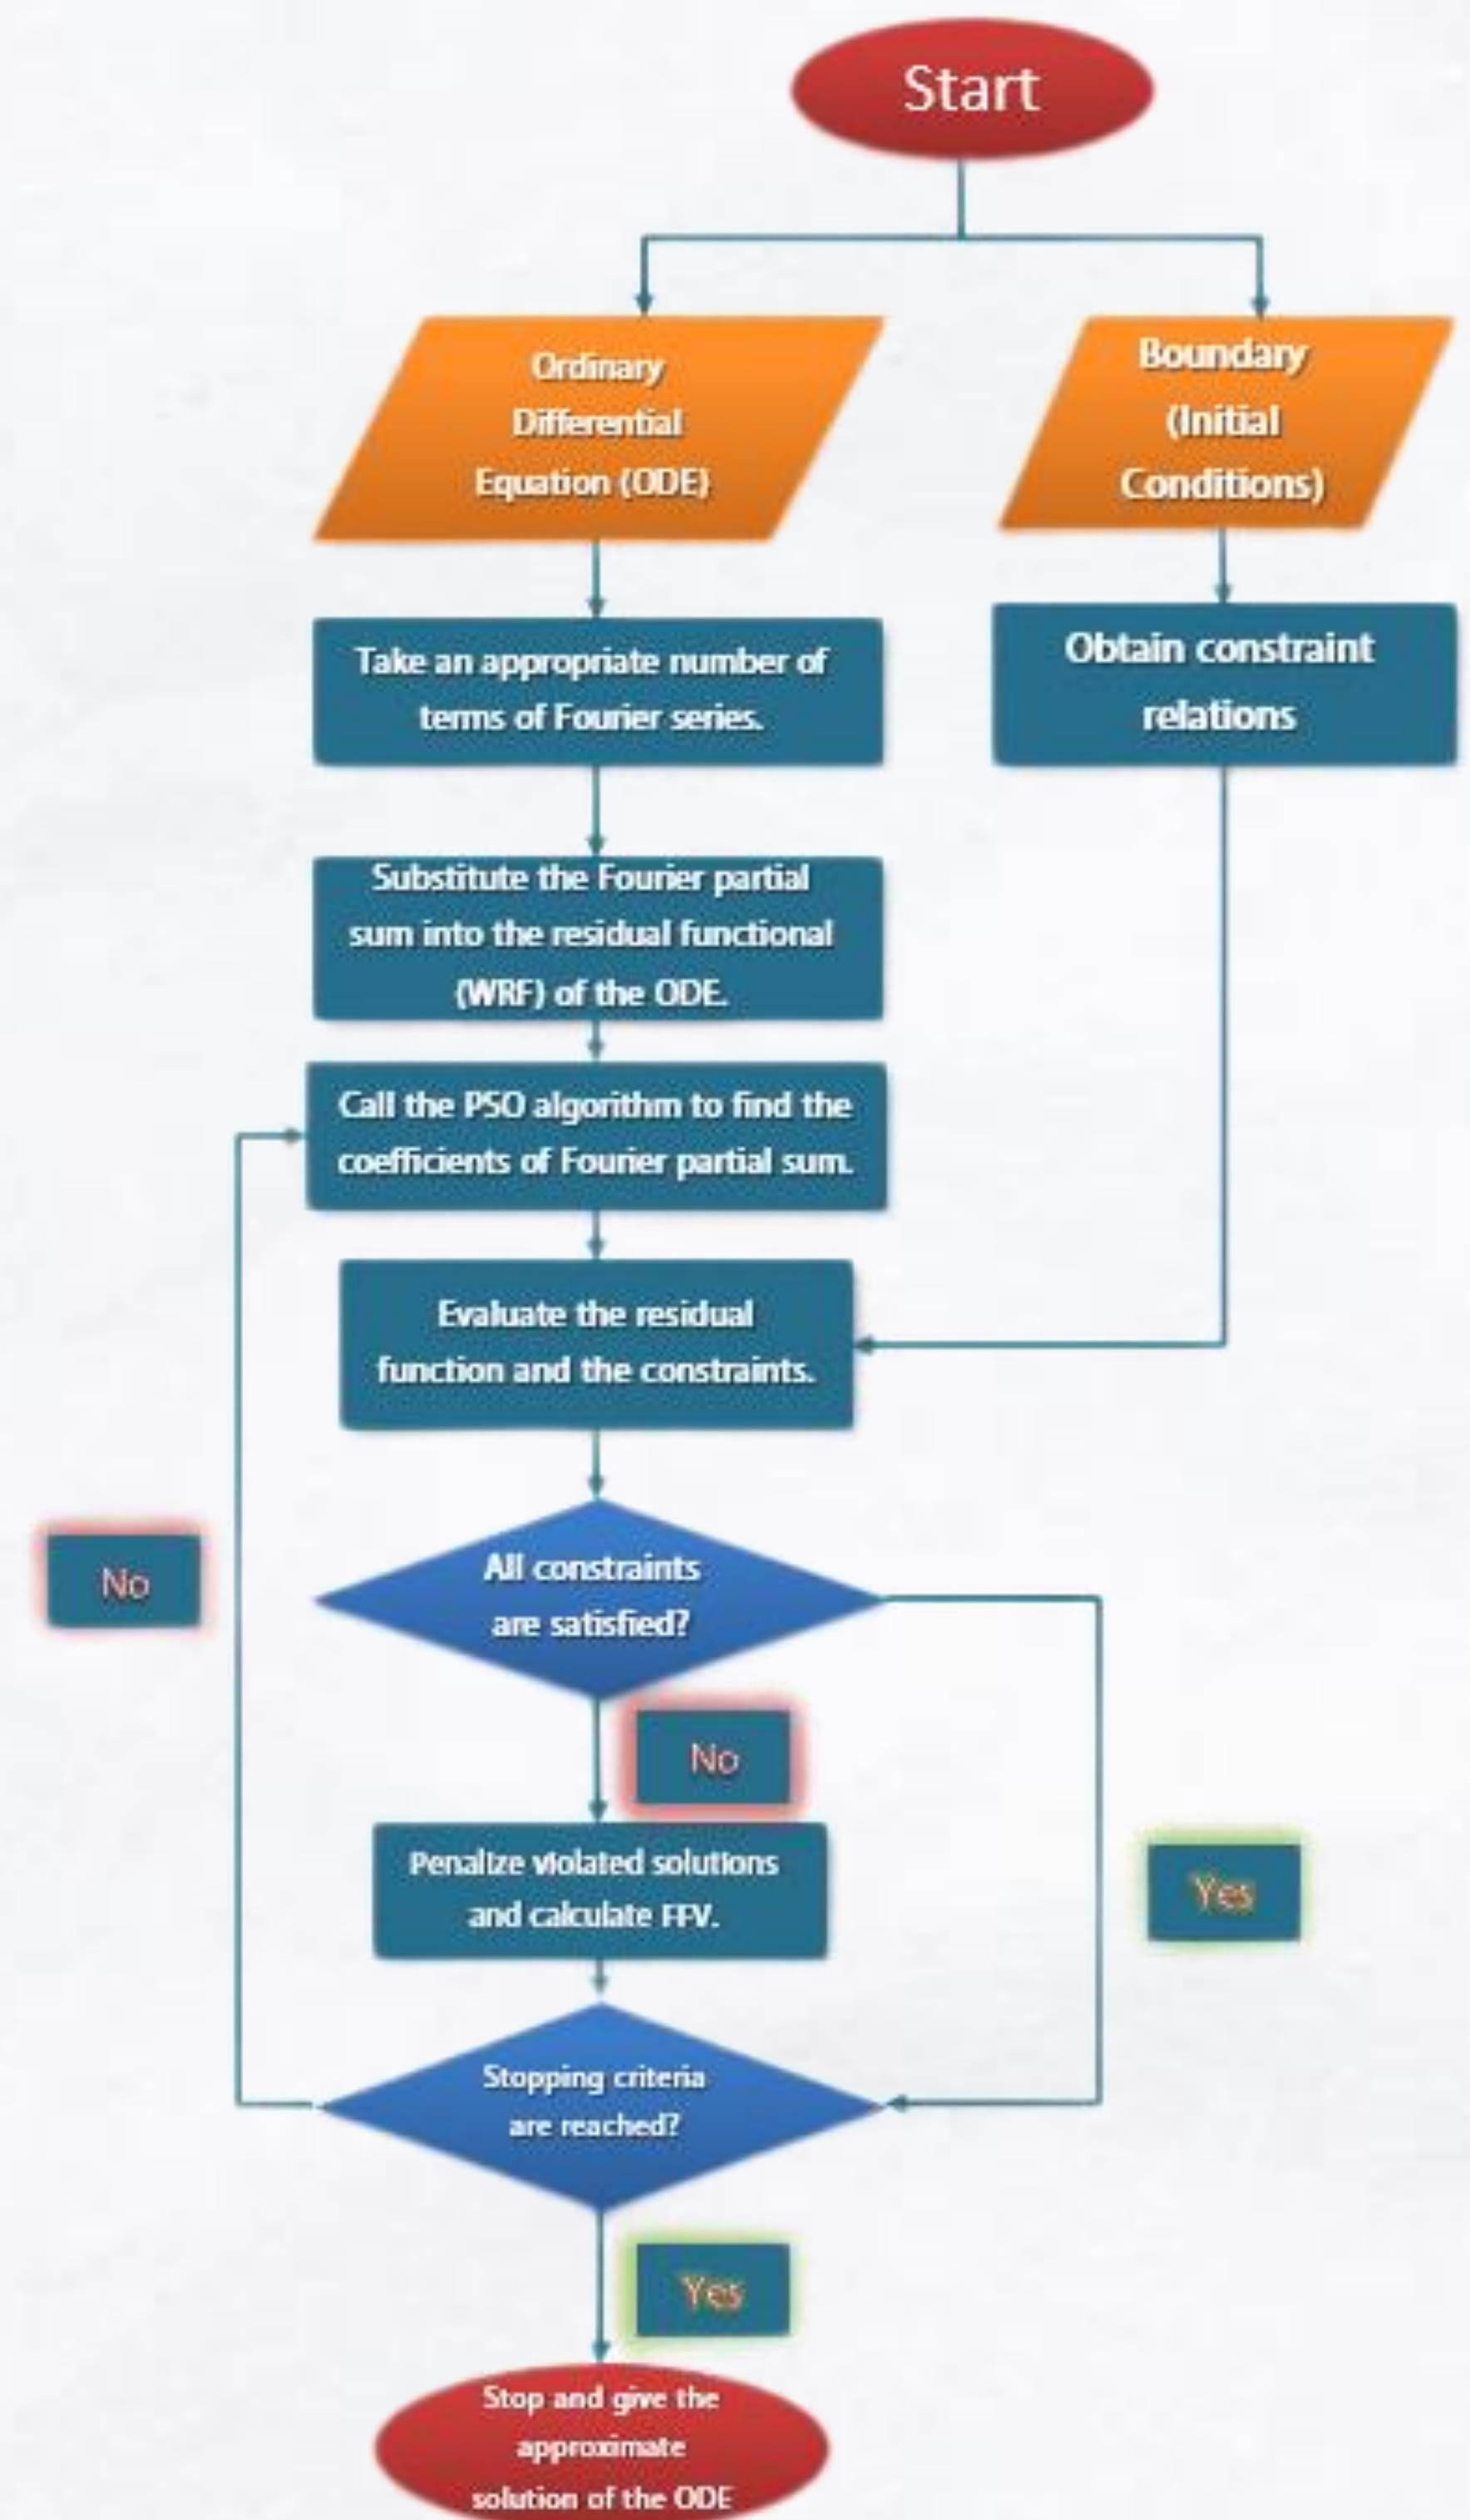 Start
Ordinary
Differential
Equation (ODE)
Boundary
(Initial
Conditions)
Take an appropriate number of
terms of Fourier series.
Obtain constraint
relations
Substitute the Fourier partial
sum into the residual functional
(WRF) of the ODE.
Call the PSO algorithm to find the
coefficients of Fourier partial sum.
Evaluate the residual
function and the constraints.
All constraints
are satisfied?
No
No
Penalize violated solutions
and calculate FFV.
Yes
Stopping criteria
are reached?
Yes
Stop and give the
approximate
solution of the ODE